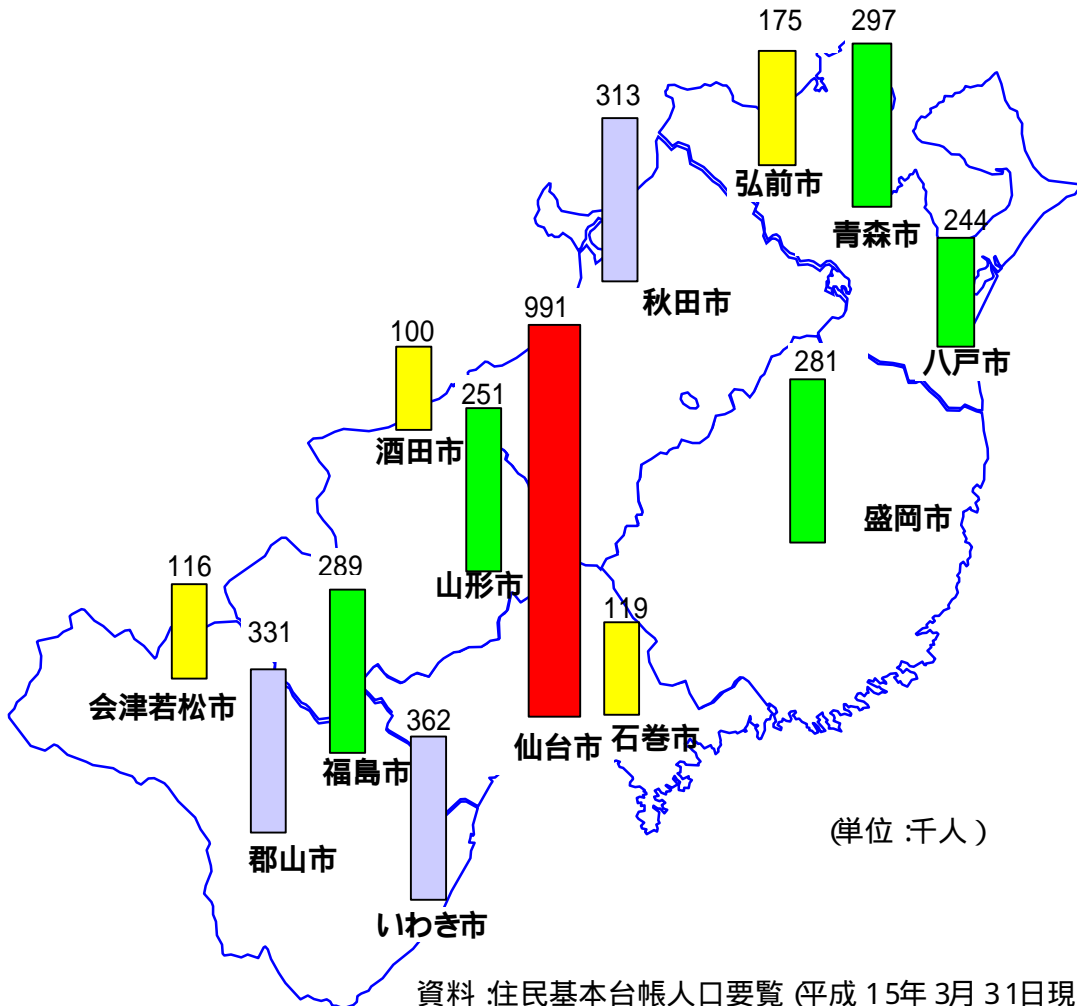 175
297
313
弘前市
青森市
244
秋田市
991
100
八戸市
281
251
酒田市
盛岡市
山形市
116
289
119
331
会津若松市
362
仙台市
石巻市
福島市
(単位:千人)
郡山市
いわき市
資料:住民基本台帳人口要覧(平成15年3月31日現